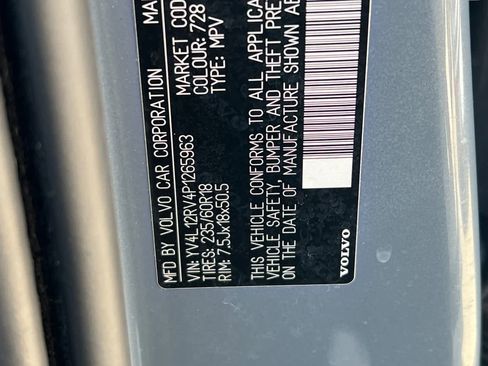 MFD BY VOLVO CAR CORPORATION MA
VIN: YV4L12RV4P1265963 MARKET COD
TIRES: 235/60R18 COLOUR: 728
RIM: 7.5Jx18x50.5 TYPE: MPV
THIS VEHICLE CONFORMS TO ALL APPLICA
VEHICLE SAFETY, BUMPER AND THEFT PRE
ON THE DATE OF MANUFACTURE SHOWN AB
VOLVO